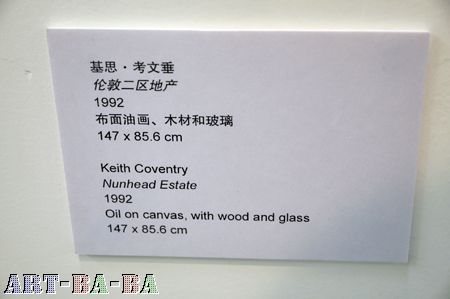 基思·考文垂
伦敦二区地产
1992
布面油画、木材和玻璃
147 x 85.6 cm
Keith Coventry
Nunhead Estate
1992
Oil on canvas, with wood and glass
147 x 85.6 cm
ART-BA-BA